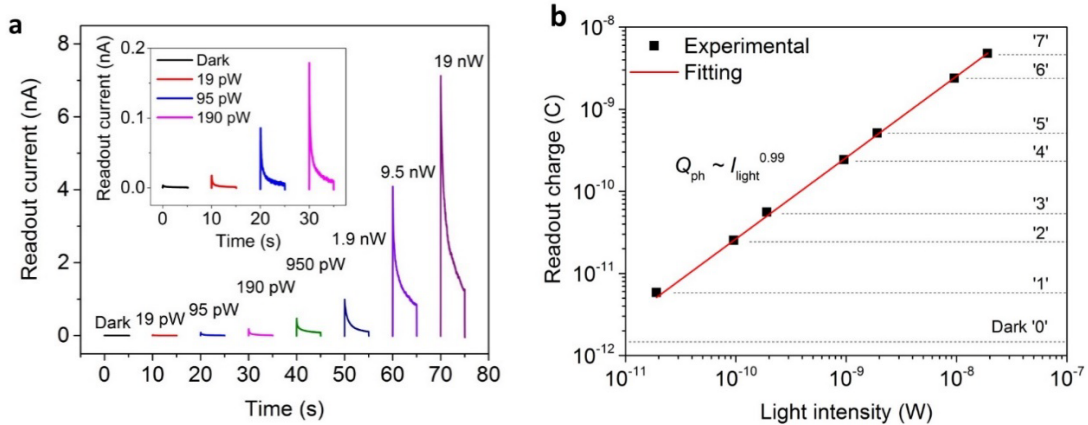 a
Readout current (nA)
8
6
4
2
0
0 10 20 30 40 50 60 70 80
Time (s)
Dark
19 pW
95 pW
190 pW
950 pW
1.9 nW
9.5 nW
19 nW
Readout current (nA)
0.2
0.1
0.0
0 10 20 30
Time (s)
Dark
19 pW
95 pW
190 pW
b
Readout charge (C)
10⁻⁸
10⁻⁹
10⁻¹⁰
10⁻¹¹
10⁻¹²
10⁻¹¹ 10⁻¹⁰ 10⁻⁹ 10⁻⁸ 10⁻⁷
Light intensity (W)
Experimental
Fitting
Qph ~ Ilight^0.99
'7'
'6'
'5'
'4'
'3'
'2'
'1'
Dark '0'